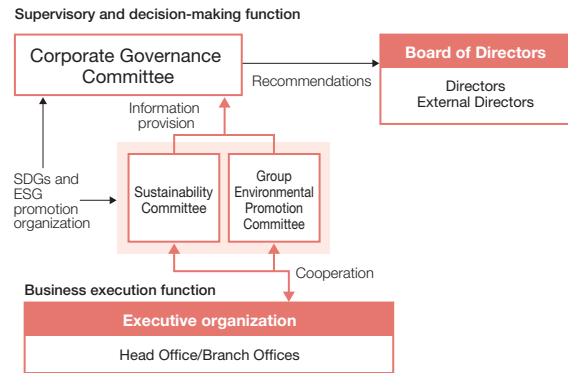 Supervisory and decision-making function
Corporate Governance
Committee
Board of Directors
Directors
External Directors
Recommendations
Information
provision
SDGs and
ESG
promotion
organization
Sustainability
Committee
Group
Environmental
Promotion
Committee
Cooperation
Business execution function
Executive organization
Head Office/Branch Offices